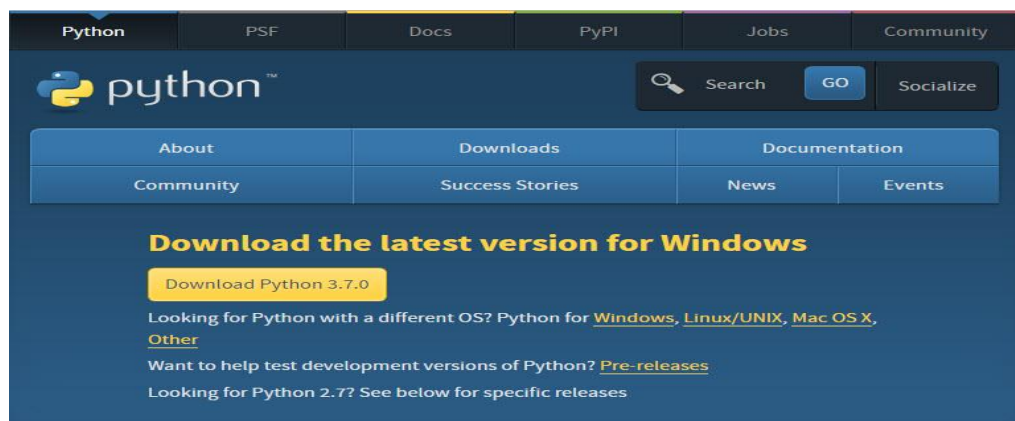 Python PSF Docs PyPI Jobs Community
python™ Search GO Socialize
About Downloads Documentation
Community Success Stories News Events
Download the latest version for Windows
Download Python 3.7.0
Looking for Python with a different OS? Python for Windows, Linux/UNIX, Mac OS X,
Other
Want to help test development versions of Python? Pre-releases
Looking for Python 2.7? See below for specific releases